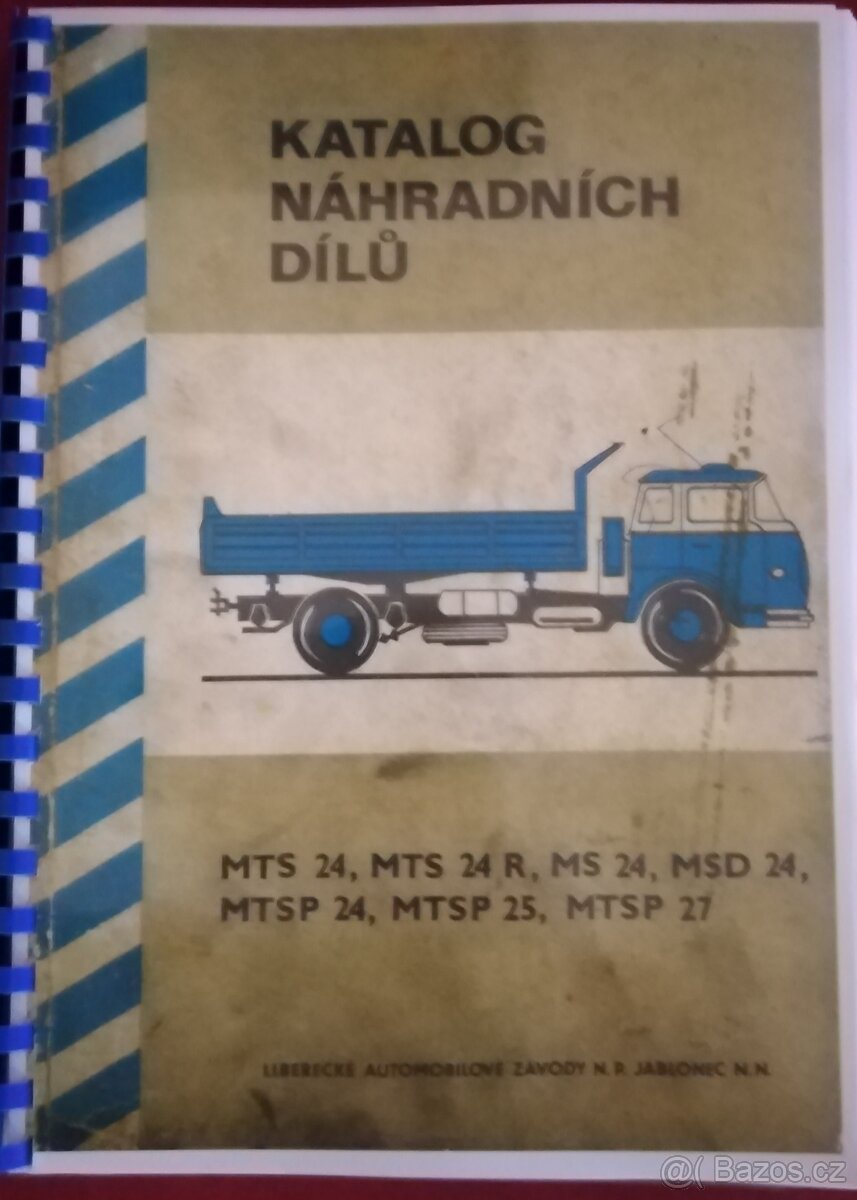 KATALOG
NÁHRADNÍCH
DÍLŮ
MTS 24, MTS 24 R, MS 24, MSD 24,
MTSP 24, MTSP 25, MTSP 27
LIBERECKÉ AUTOMOBILOVÉ ZÁVODY N. P. JABLONEC N. N.
@( Bazos.cz